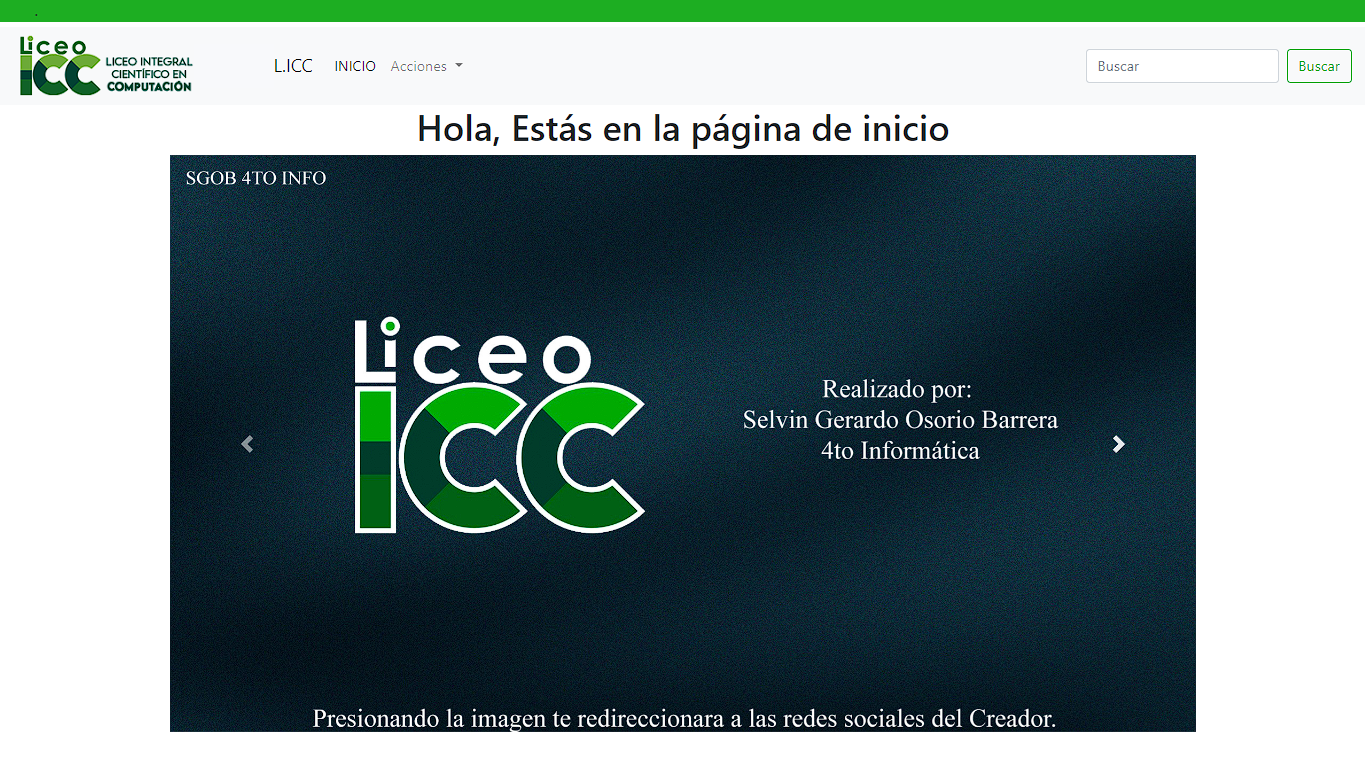 .
Liceo
ICC
LICEO INTEGRAL
CIENTÍFICO EN
COMPUTACIÓN
L.ICC
INICIO
Acciones
Buscar
Buscar
Hola, Estás en la página de inicio
SGOB 4TO INFO
Liceo
ICC
Realizado por:
Selvin Gerardo Osorio Barrera
4to Informática
Presionando la imagen te redireccionara a las redes sociales del Creador.